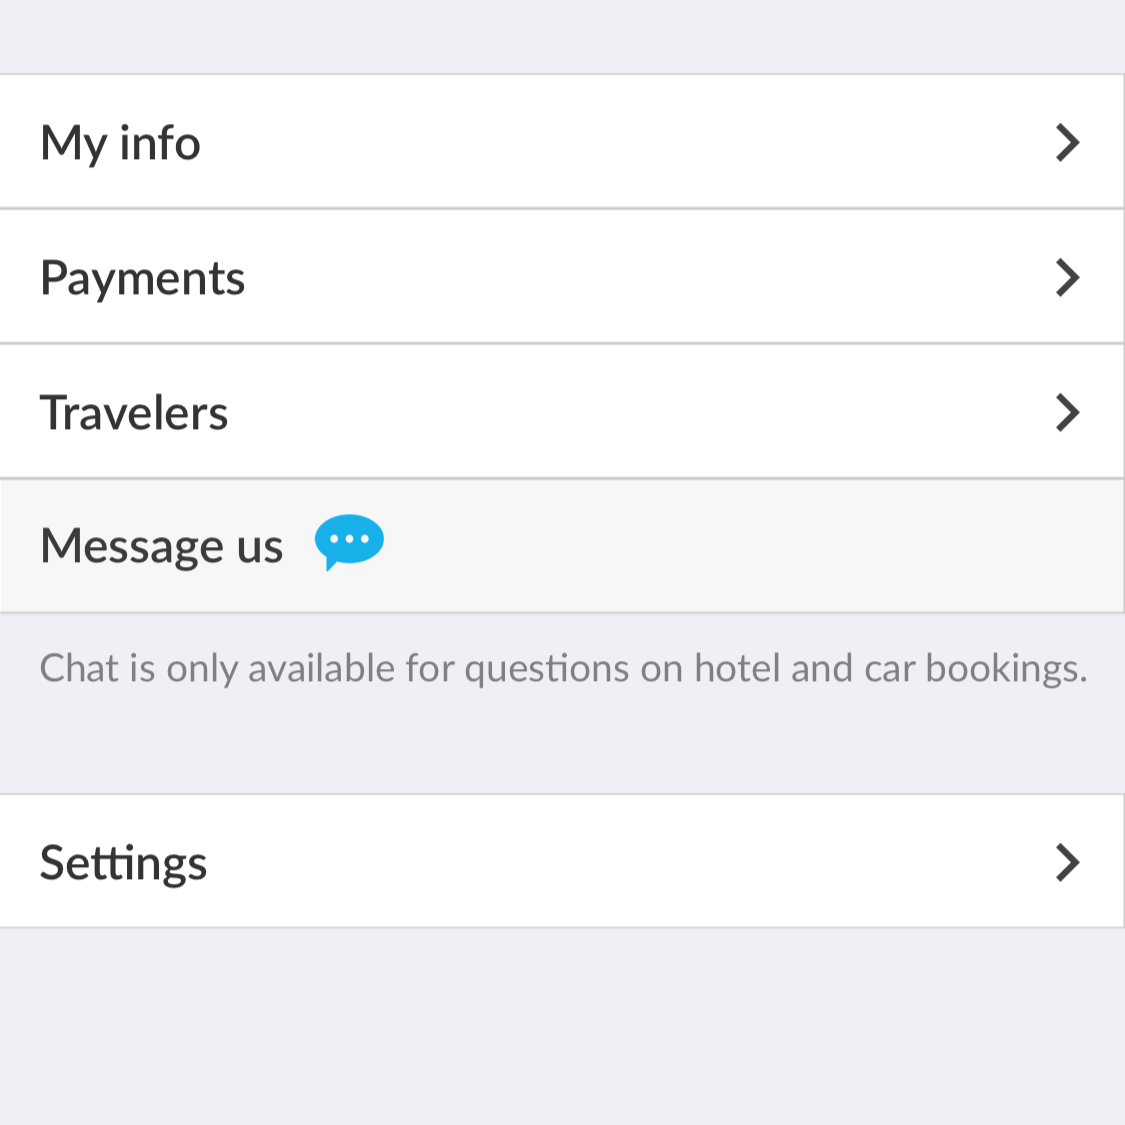 My info
Payments
Travelers
Message us
Chat is only available for questions on hotel and car bookings.
Settings